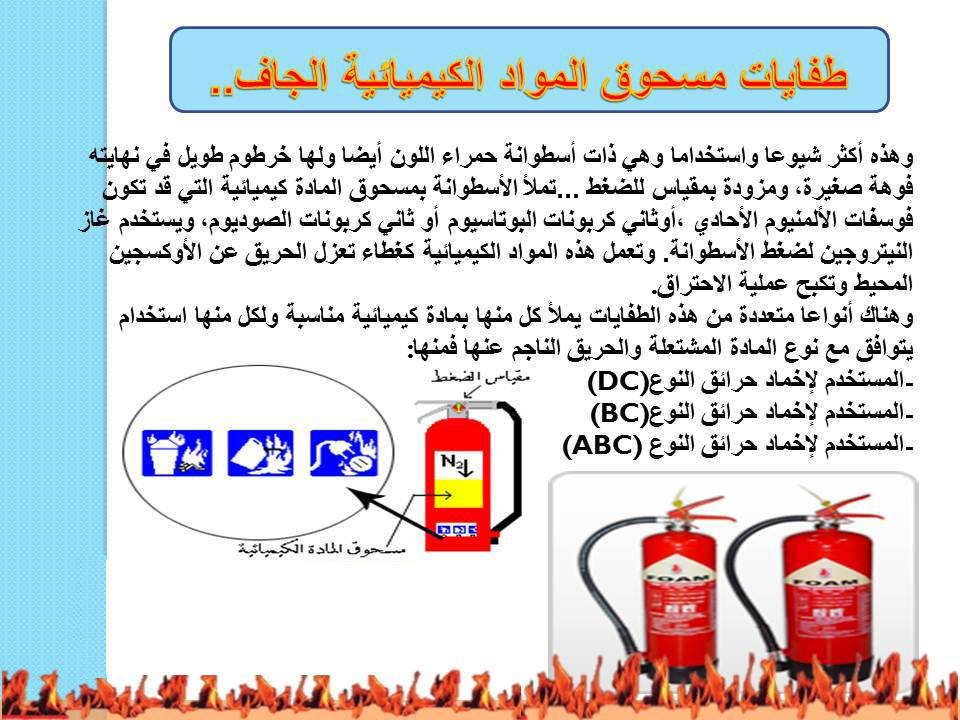 طفايات مسحوق المواد الكيميائية الجاف..
وهذه أكثر شيوعا واستخداما وهي ذات أسطوانة حمراء اللون أيضا ولها خرطوم طويل في نهايته
فوهة صغيرة، ومزودة بمقياس للضغط ...تملأ الأسطوانة بمسحوق المادة كيميائية التي قد تكون
فوسفات الألمنيوم الأحادي ،أوثاني كربونات البوتاسيوم أو ثاني كربونات الصوديوم، ويستخدم غاز
النيتروجين لضغط الأسطوانة. وتعمل هذه المواد الكيميائية كغطاء تعزل الحريق عن الأوكسجين
المحيط وتكبح عملية الاحتراق.
وهناك أنواعا متعددة من هذه الطفايات يملأ كل منها بمادة كيميائية مناسبة ولكل منها استخدام
يتوافق مع نوع المادة المشتعلة والحريق الناجم عنها فمنها:
-المستخدم لإخماد حرائق النوع(DC)
-المستخدم لإخماد حرائق النوع(BC)
-المستخدم لإخماد حرائق النوع (ABC)
مقياس الضغط
N2
مسحوق المادة الكيميائية
FOAM
FOAM